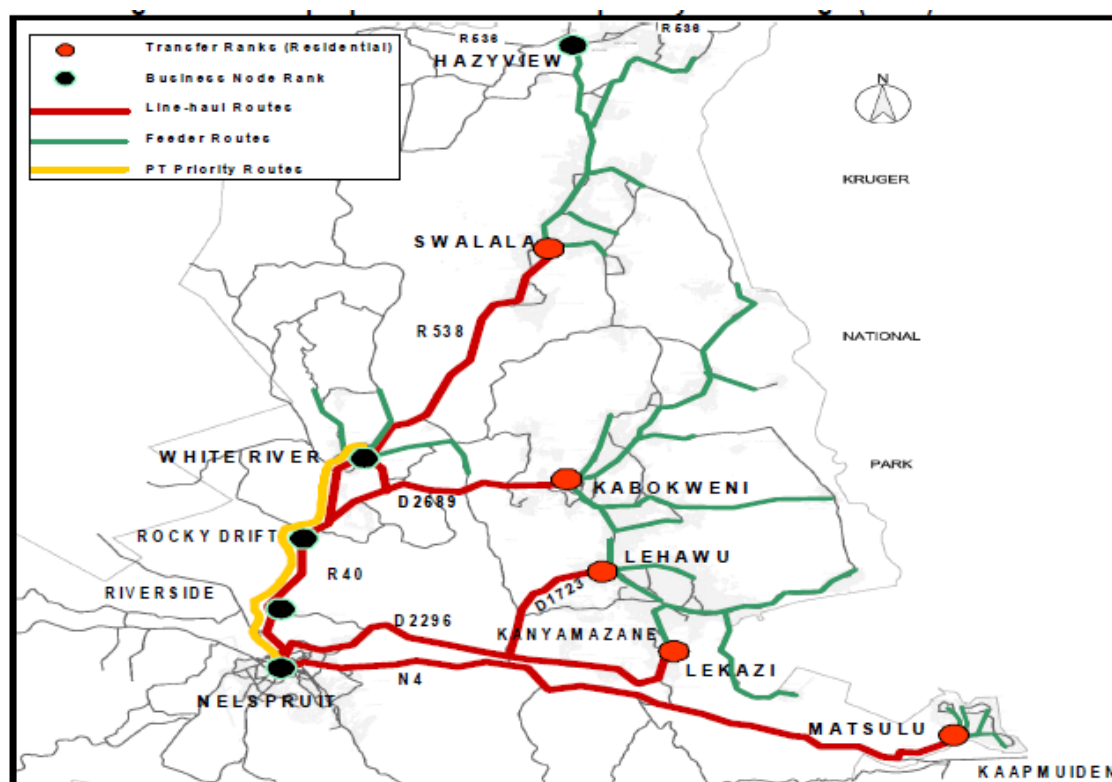 Transfer Ranks (Residential)
Business Node Rank
Line-haul Routes
Feeder Routes
PT Priority Routes
R536
R536
HAZYVIEW
N
KRUGER
SWALALA
R538
NATIONAL
WHITE RIVER
PARK
KABOKWENI
D2689
ROCKY DRIFT
LEHAWU
R40
RIVERSIDE
D1723
D2296
KANYAMAZANE
LEKAZI
N4
NELSPRUIT
MATSULU
KAAPMUIDEN